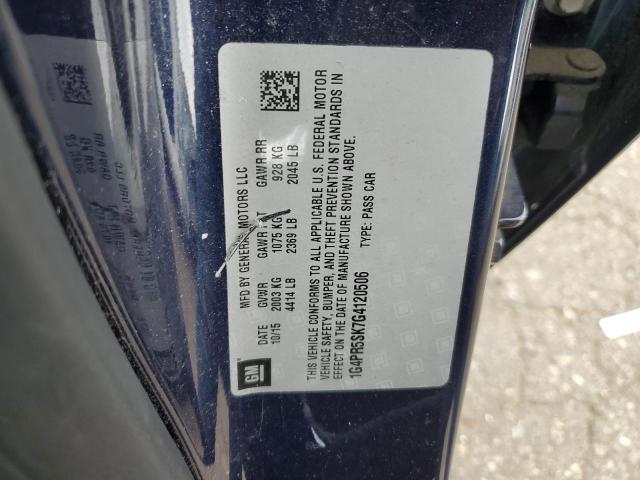 GM
MFD BY GENERAL MOTORS LLC
DATE GVWR GAWR GAWR RR
10/15 2003 KG 1075 KG 928 KG
4414 LB 2369 LB 2045 LB
THIS VEHICLE CONFORMS TO ALL APPLICABLE U.S. FEDERAL MOTOR
VEHICLE SAFETY, BUMPER, AND THEFT PREVENTION STANDARDS IN
EFFECT ON THE DATE OF MANUFACTURE SHOWN ABOVE.
1G4PR5SK7G4120506 TYPE: PASS CAR